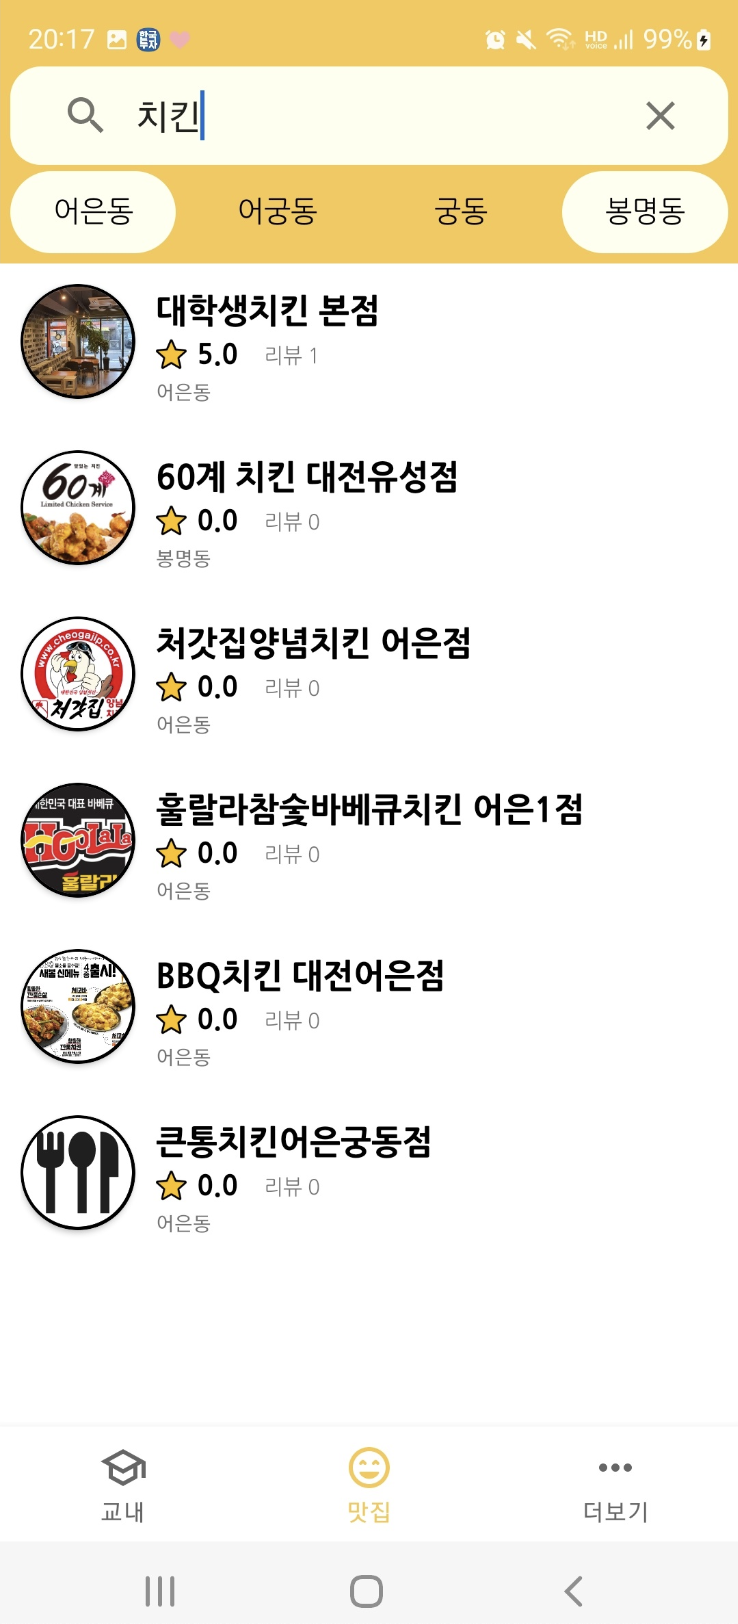 20:17 한국투자 HD VOICE 99%
치킨
어은동 어궁동 궁동 봉명동
대학생치킨 본점
5.0 리뷰 1
어은동
60계
Limited Chicken Service
60계 치킨 대전유성점
0.0 리뷰 0
봉명동
www.cheogajip.co.kr
처갓집
처갓집양념치킨 어은점
0.0 리뷰 0
어은동
대한민국 대표 바베큐
HOOLALA
훌랄라참숯바베큐치킨 어은1점
0.0 리뷰 0
어은동
새봄 신메뉴 4종 출시!
BBQ치킨 대전어은점
0.0 리뷰 0
어은동
큰통치킨어은궁동점
0.0 리뷰 0
어은동
교내 맛집 더보기